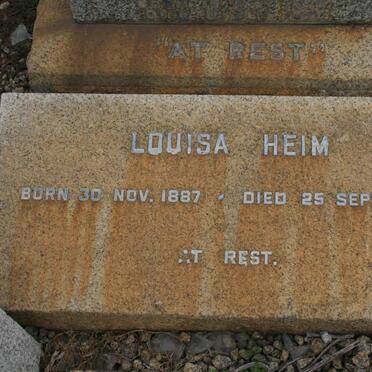 "AT REST"
LOUISA HEIM
BORN 30 NOV. 1887 - DIED 25 SEP
AT REST.